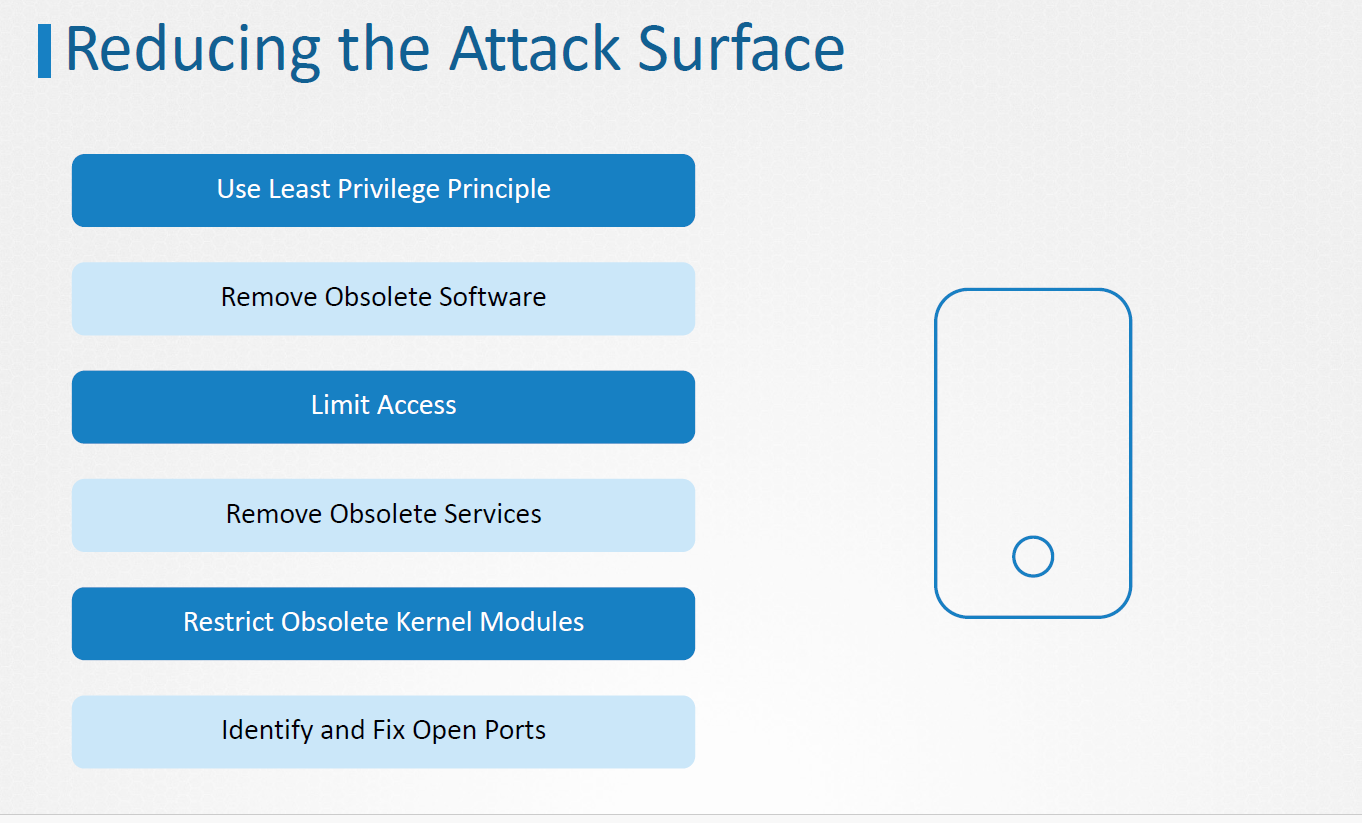 Reducing the Attack Surface
Use Least Privilege Principle
Remove Obsolete Software
Limit Access
Remove Obsolete Services
Restrict Obsolete Kernel Modules
Identify and Fix Open Ports